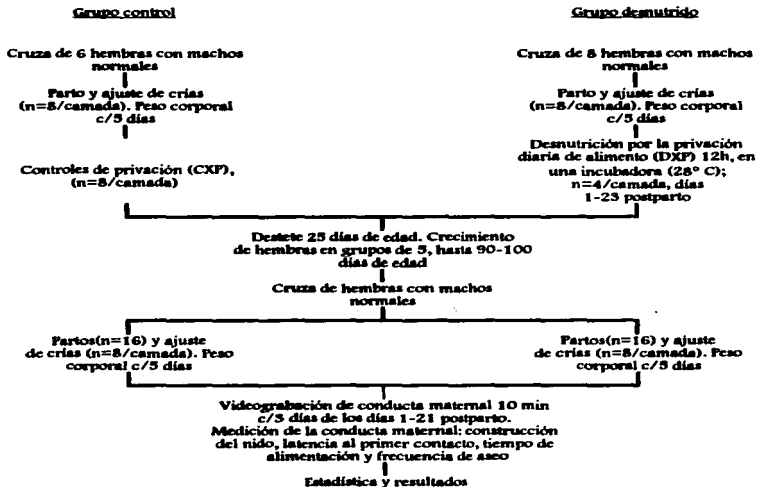 Grupo control
Cruza de 6 hembras con machos
normales
Parto y ajuste de crías
(n=8/camada). Peso corporal
c/5 días
Controles de privación (CXP),
(n=8/camada)
Grupo desnutrido
Cruza de 8 hembras con machos
normales
Parto y ajuste de crías
(n=8/camada). Peso corporal
c/5 días
Desnutrición por la privación
diaria de alimento (DXP) 12h, en
una incubadora (28° C);
n=4/camada, días
1-23 postparto
Destete 25 días de edad. Crecimiento
de hembras en grupos de 5, hasta 90-100
días de edad
Cruza de hembras con machos
normales
Partos(n=16) y ajuste
de crías (n=8/camada). Peso
corporal c/5 días
Partos(n=16) y ajuste
de crías (n=8/camada). Peso
corporal c/5 días
Videograbación de conducta maternal 10 min
c/3 días de los días 1-21 postparto.
Medición de la conducta maternal: construcción
del nido, latencia al primer contacto, tiempo de
alimentación y frecuencia de aseo
Estadística y resultados